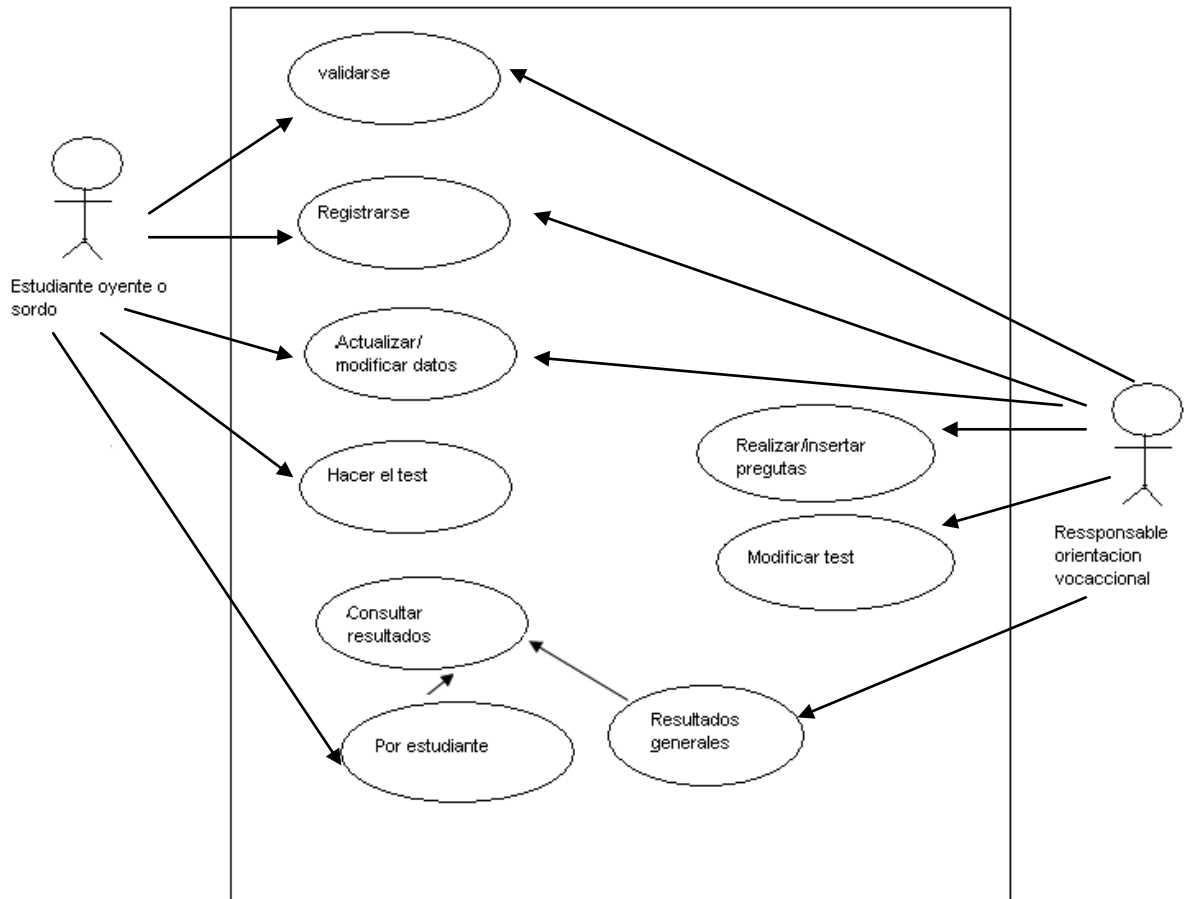 validarse
Registrarse
Estudiante oyente o
sordo
Actualizar/
modificar datos
Realizar/insertar
pregutas
Hacer el test
Ressponsable
orientacion
vocaccional
Modificar test
Consultar
resultados
Por estudiante
Resultados
generales